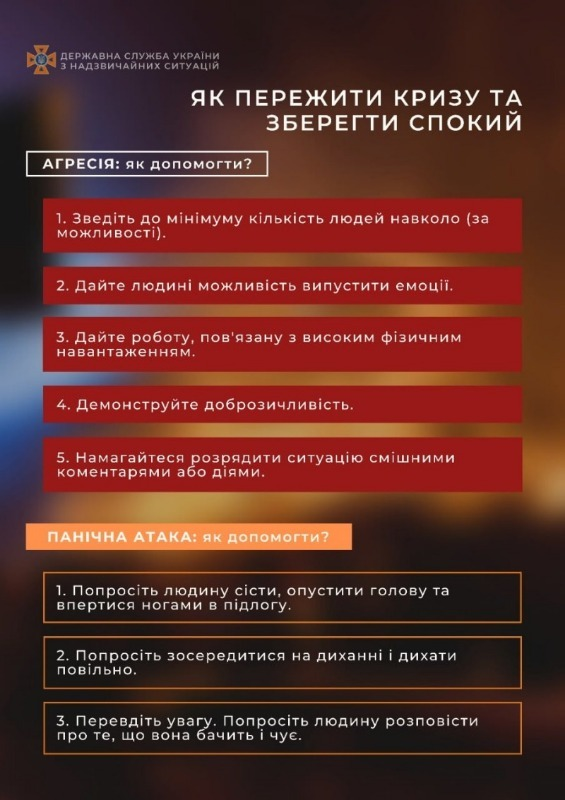 ДЕРЖАВНА СЛУЖБА УКРАЇНИ
З НАДЗВИЧАЙНИХ СИТУАЦІЙ
ЯК ПЕРЕЖИТИ КРИЗУ ТА
ЗБЕРЕГТИ СПОКИЙ
АГРЕСІЯ: як допомогти?
1. Зведіть до мінімуму кількість людей навколо (за
можливості).
2. Дайте людині можливість випустити емоції.
3. Дайте роботу, пов'язану з високим фізичним
навантаженням.
4. Демонструйте доброзичливість.
5. Намагайтеся розрядити ситуацію смішними
коментарями або діями.
ПАНІЧНА АТАКА: як допомогти?
1. Попросіть людину сісти, опустити голову та
впертися ногами в підлогу.
2. Попросіть зосередитися на диханні і дихати
повільно.
3. Перевдіть увагу. Попросіть людину розповісти
про те, що вона бачить і чує.